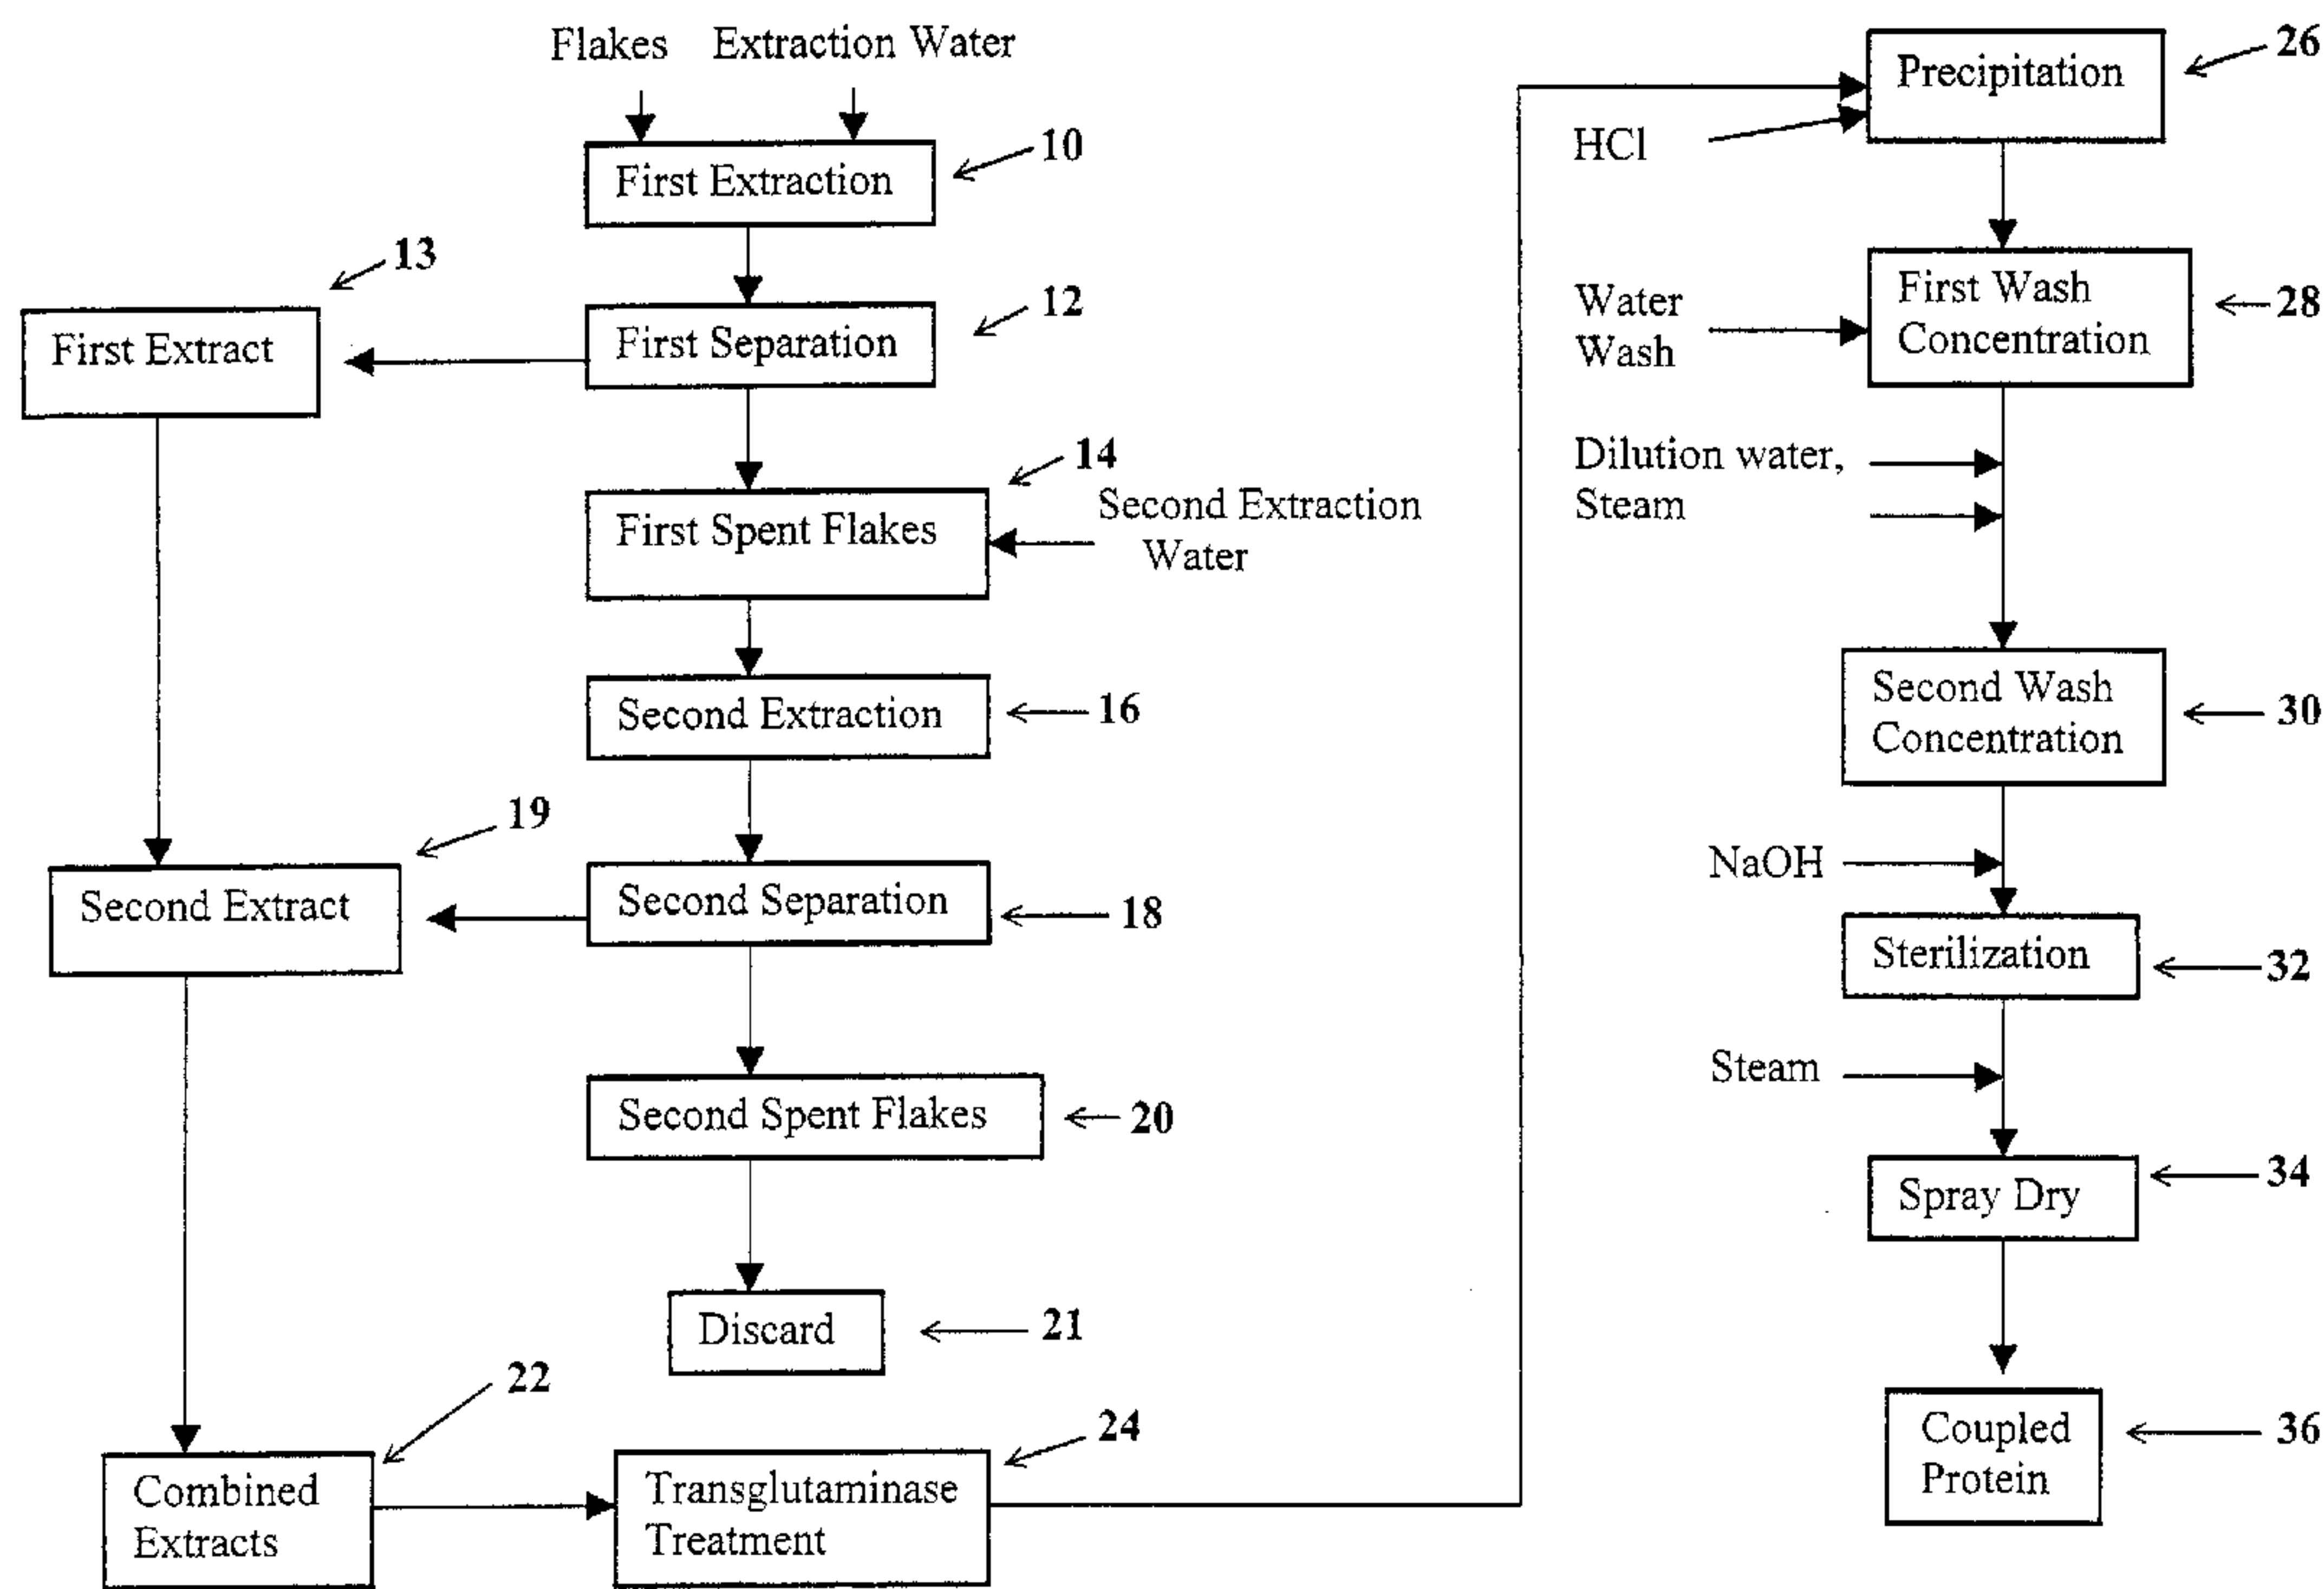 Flakes Extraction Water
First Extraction
10
13
First Separation
12
First Extract
14
First Spent Flakes
Second Extraction
Water
Second Extraction
16
19
Second Extract
Second Separation
18
Second Spent Flakes
20
Discard
21
22
Combined
Extracts
24
Transglutaminase
Treatment
26
Precipitation
HCl
Water
Wash
First Wash
Concentration
28
Dilution water,
Steam
Second Wash
Concentration
30
NaOH
Sterilization
32
Steam
34
Spray Dry
Coupled
Protein
36